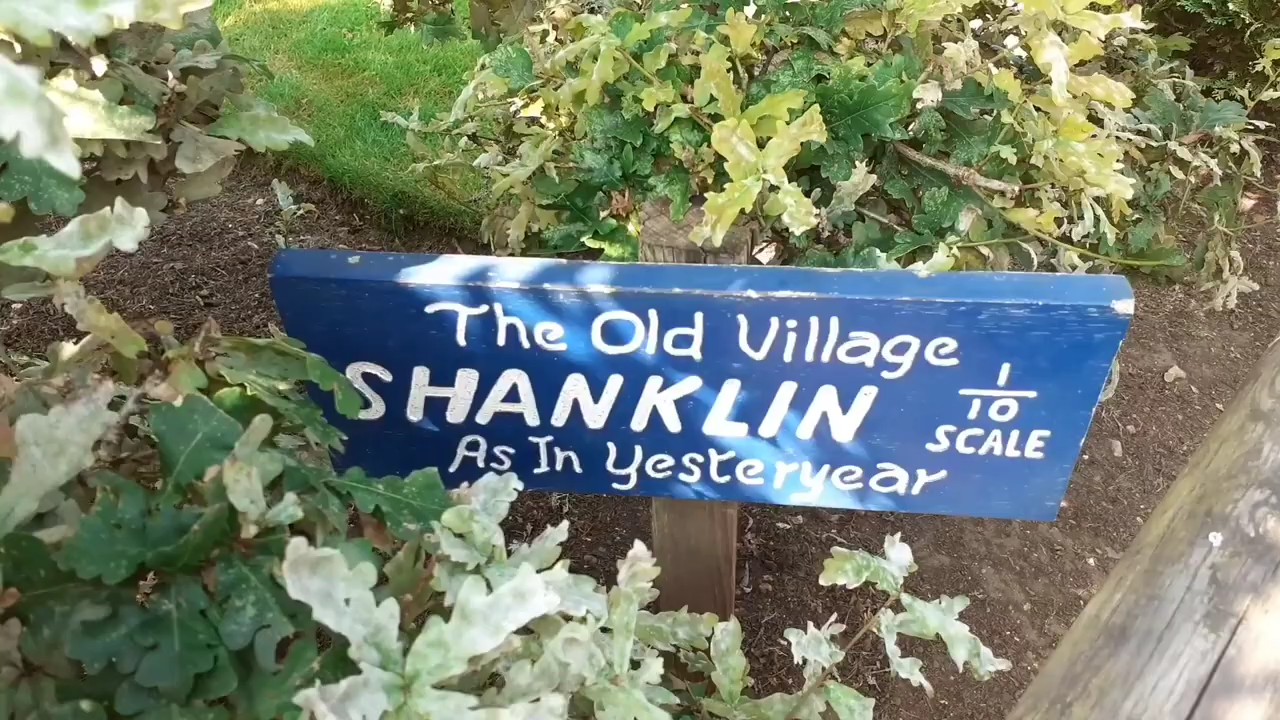 The Old Village
SHANKLIN
As In Yesteryear
1/10
SCALE